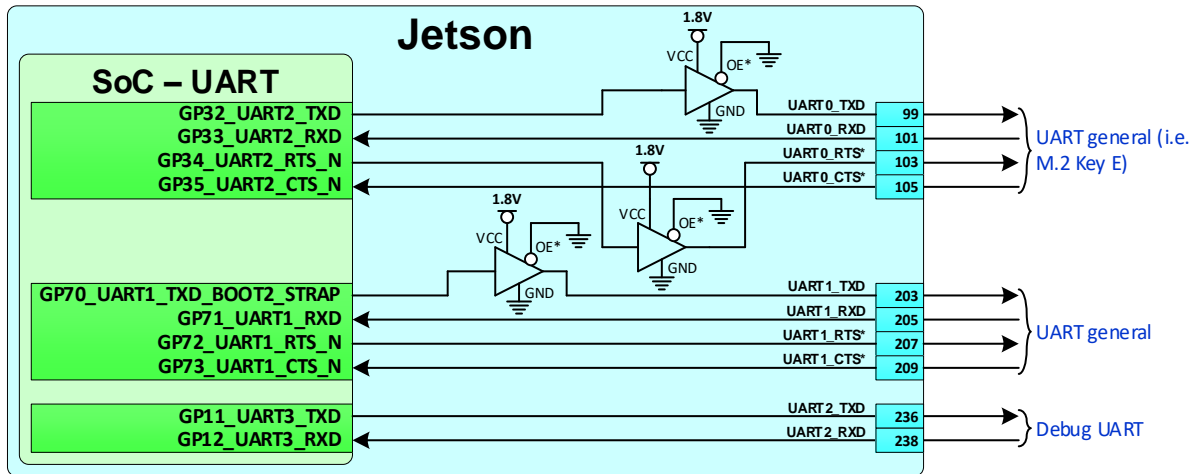 Jetson
SoC – UART
1.8V
VCC
OE*
GND
GP32_UART2_TXD
UART0_TXD
99
GP33_UART2_RXD
UART0_RXD
101
GP34_UART2_RTS_N
UART0_RTS*
103
GP35_UART2_CTS_N
UART0_CTS*
105
UART general (i.e.
M.2 Key E)
1.8V
VCC
OE*
GND
1.8V
VCC
OE*
GND
GP70_UART1_TXD_BOOT2_STRAP
UART1_TXD
203
GP71_UART1_RXD
UART1_RXD
205
GP72_UART1_RTS_N
UART1_RTS*
207
GP73_UART1_CTS_N
UART1_CTS*
209
UART general
GP11_UART3_TXD
UART2_TXD
236
GP12_UART3_RXD
UART2_RXD
238
Debug UART